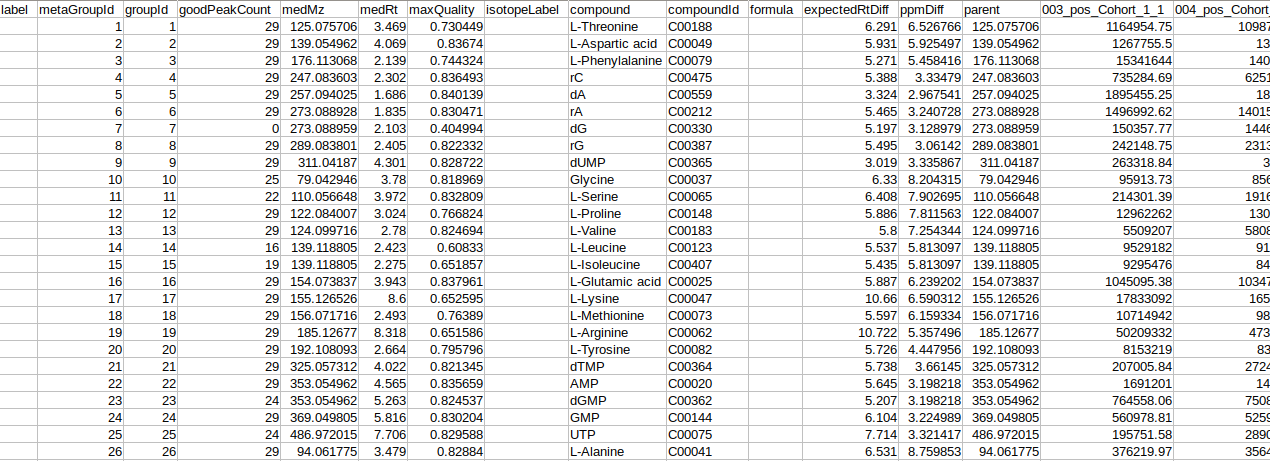 label metaGroupId groupId goodPeakCount medMz medRt maxQuality isotopeLabel compound compoundId formula expectedRtDiff ppmDiff parent 003_pos_Cohort_1_1 004_pos_Cohort_
1 1 29 125.075706 3.469 0.730449 L-Threonine C00188 6.291 6.526766 125.075706 1164954.75 10987
2 2 29 139.054962 4.069 0.83674 L-Aspartic acid C00049 5.931 5.925497 139.054962 1267755.5 13
3 3 29 176.113068 2.139 0.744324 L-Phenylalanine C00079 5.271 5.458416 176.113068 15341644 140
4 4 29 247.083603 2.302 0.836493 rC C00475 5.388 3.33479 247.083603 735284.69 6251
5 5 29 257.094025 1.686 0.840139 dA C00559 3.324 2.967541 257.094025 1895455.25 18
6 6 29 273.088928 1.835 0.830471 rA C00212 5.465 3.240728 273.088928 1496992.62 14015
7 7 0 273.088959 2.103 0.404994 dG C00330 5.197 3.128979 273.088959 150357.77 1446
8 8 29 289.083801 2.405 0.822332 rG C00387 5.495 3.06142 289.083801 242148.75 2313
9 9 29 311.04187 4.301 0.828722 dUMP C00365 3.019 3.335867 311.04187 263318.84 3
10 10 25 79.042946 3.78 0.818969 Glycine C00037 6.33 8.204315 79.042946 95913.73 856
11 11 22 110.056648 3.972 0.832809 L-Serine C00065 6.408 7.902695 110.056648 214301.39 1916
12 12 29 122.084007 3.024 0.766824 L-Proline C00148 5.886 7.811563 122.084007 12962262 130
13 13 29 124.099716 2.78 0.824694 L-Valine C00183 5.8 7.254344 124.099716 5509207 5808
14 14 16 139.118805 2.423 0.60833 L-Leucine C00123 5.537 5.813097 139.118805 9529182 91
15 15 19 139.118805 2.275 0.651857 L-Isoleucine C00407 5.435 5.813097 139.118805 9295476 84
16 16 29 154.073837 3.943 0.837961 L-Glutamic acid C00025 5.887 6.239202 154.073837 1045095.38 10347
17 17 29 155.126526 8.6 0.652595 L-Lysine C00047 10.66 6.590312 155.126526 17833092 165
18 18 29 156.071716 2.493 0.76389 L-Methionine C00073 5.597 6.159334 156.071716 10714942 98
19 19 29 185.12677 8.318 0.651586 L-Arginine C00062 10.722 5.357496 185.12677 50209332 473
20 20 29 192.108093 2.664 0.795796 L-Tyrosine C00082 5.726 4.447956 192.108093 8153219 83
21 21 29 325.057312 4.022 0.821345 dTMP C00364 5.738 3.66145 325.057312 207005.84 2724
22 22 29 353.054962 4.565 0.835659 AMP C00020 5.645 3.198218 353.054962 1691201 14
23 23 24 353.054962 5.263 0.824537 dGMP C00362 5.207 3.198218 353.054962 764558.06 7508
24 24 29 369.049805 5.816 0.830204 GMP C00144 6.104 3.224989 369.049805 560978.81 5259
25 25 24 486.972015 7.706 0.829588 UTP C00075 7.714 3.321417 486.972015 195751.58 2890
26 26 29 94.061775 3.479 0.82884 L-Alanine C00041 6.531 8.759853 94.061775 376219.97 3564